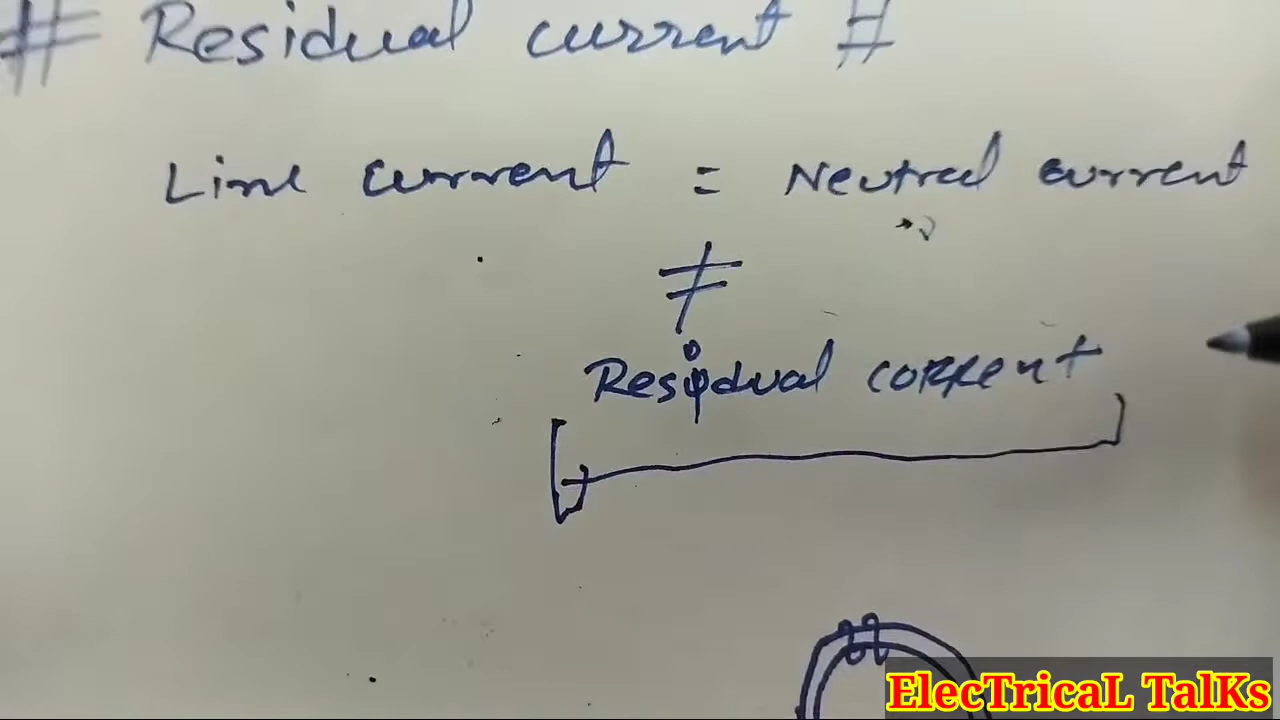 # Residual current #
Line current = Neutral current
≠
Residual current
ElecTricaL TalKs